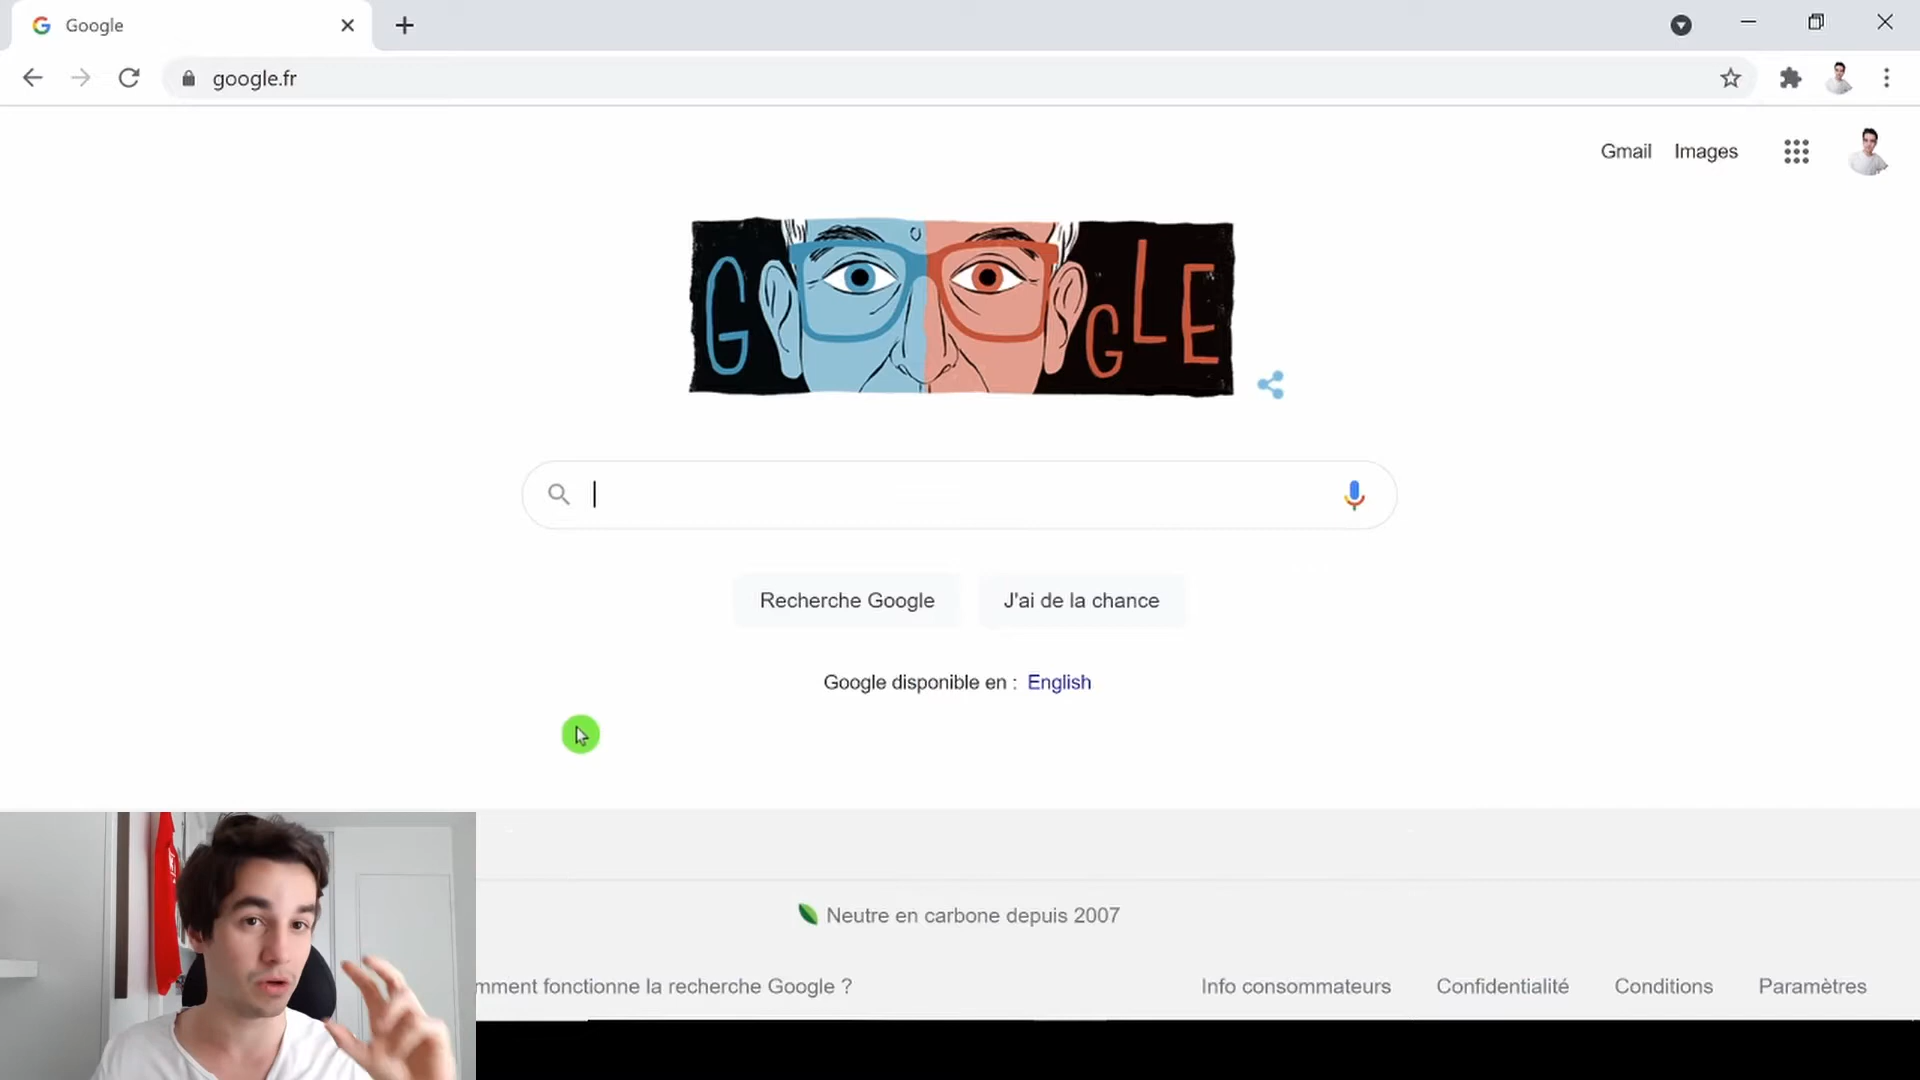 Google
google.fr
Gmail Images
G GLE
Recherche Google J'ai de la chance
Google disponible en : English
Neutre en carbone depuis 2007
mment fonctionne la recherche Google ? Info consommateurs Confidentialité Conditions Paramètres